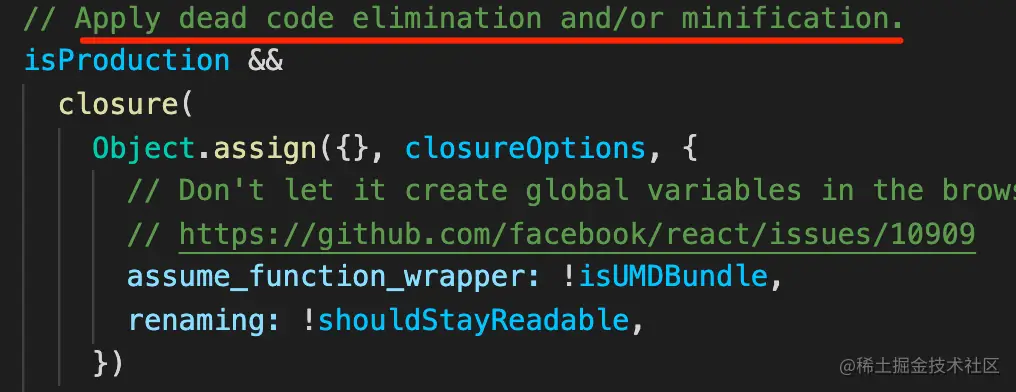 // Apply dead code elimination and/or minification.
isProduction &&
closure(
Object.assign({}, closureOptions, {
// Don't let it create global variables in the brows
// https://github.com/facebook/react/issues/10909
assume_function_wrapper: !isUMDBundle,
renaming: !shouldStayReadable,
})
@稀土掘金技术社区